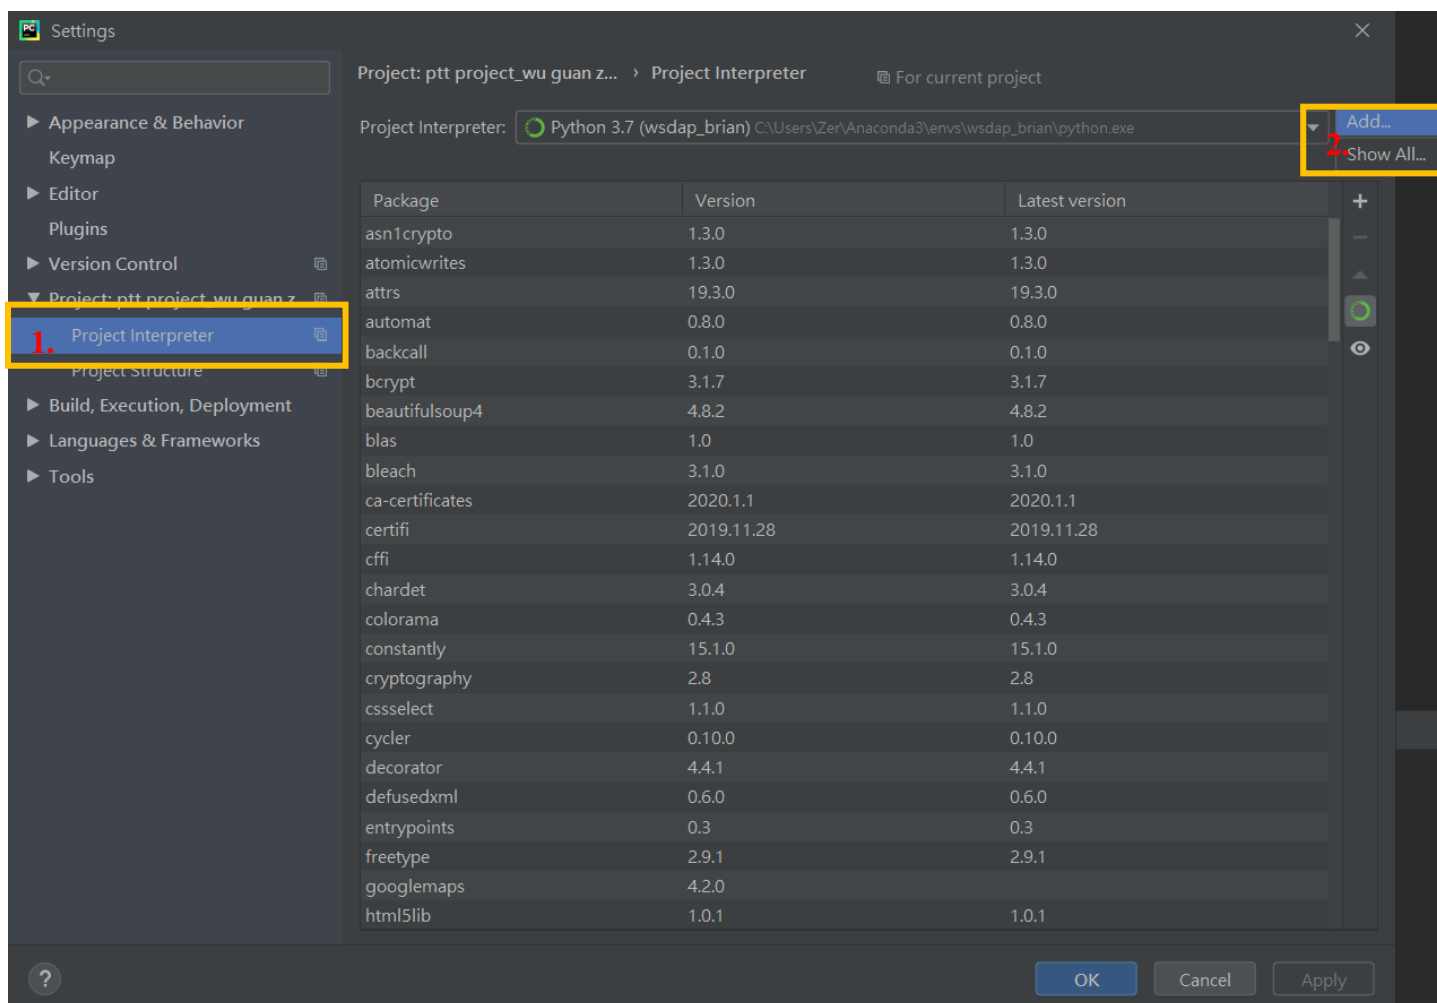 PC Settings
Project: ptt project_wu guan z... › Project Interpreter For current project
Appearance & Behavior
Keymap
Editor
Plugins
Version Control
Project: ptt project_wu guan z
1. Project Interpreter
Project Structure
Build, Execution, Deployment
Languages & Frameworks
Tools
Project Interpreter: Python 3.7 (wsdap_brian) C:\Users\Zer\Anaconda3\envs\wsdap_brian\python.exe
Add...
2. Show All...
Package Version Latest version
asn1crypto 1.3.0 1.3.0
atomicwrites 1.3.0 1.3.0
attrs 19.3.0 19.3.0
automat 0.8.0 0.8.0
backcall 0.1.0 0.1.0
bcrypt 3.1.7 3.1.7
beautifulsoup4 4.8.2 4.8.2
blas 1.0 1.0
bleach 3.1.0 3.1.0
ca-certificates 2020.1.1 2020.1.1
certifi 2019.11.28 2019.11.28
cffi 1.14.0 1.14.0
chardet 3.0.4 3.0.4
colorama 0.4.3 0.4.3
constantly 15.1.0 15.1.0
cryptography 2.8 2.8
cssselect 1.1.0 1.1.0
cycler 0.10.0 0.10.0
decorator 4.4.1 4.4.1
defusedxml 0.6.0 0.6.0
entrypoints 0.3 0.3
freetype 2.9.1 2.9.1
googlemaps 4.2.0
html5lib 1.0.1 1.0.1
? OK Cancel Apply